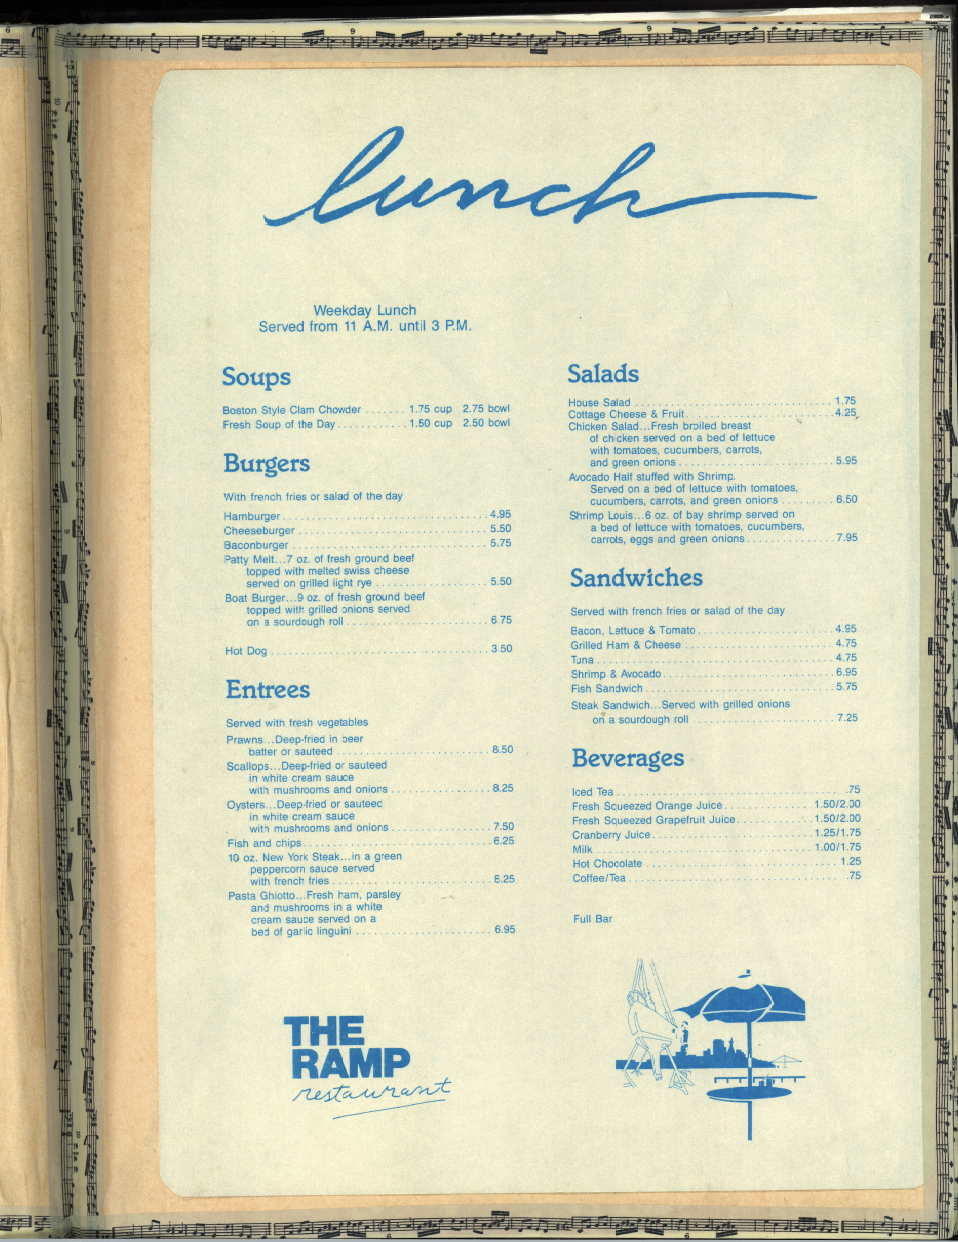 lunch
Weekday Lunch
Served from 11 A.M. until 3 P.M.
Soups
Boston Style Clam Chowder ....... 1.75 cup 2.75 bowl
Fresh Soup of the Day ............ 1.50 cup 2.50 bowl
Burgers
With french fries or salad of the day
Hamburger ................................... 4.95
Cheeseburger ................................ 5.50
Baconburger ................................. 5.75
Patty Melt...7 oz. of fresh ground beef
topped with melted swiss cheese
served on grilled light rye ................... 5.50
Boat Burger...9 oz. of fresh ground beef
topped with grilled onions served
on a sourdough roll ........................ 6.75
Hot Dog ..................................... 3.50
Entrees
Served with fresh vegetables
Prawns...Deep-fried in beer
batter or sauteed .......................... 8.50
Scallops...Deep-fried or sauteed
in white cream sauce
with mushrooms and onions ................. 8.25
Oysters...Deep-fried or sauteed
in white cream sauce
with mushrooms and onions ................. 7.50
Fish and chips ................................ 6.25
10 oz. New York Steak...in a green
peppercorn sauce served
with french fries ........................... 8.25
Pasta Ghiotto...Fresh ham, parsley
and mushrooms in a white
cream sauce served on a
bed of garlic linguini ....................... 6.95
Salads
House Salad ................................. 1.75
Cottage Cheese & Fruit ........................ 4.25
Chicken Salad...Fresh broiled breast
of chicken served on a bed of lettuce
with tomatoes, cucumbers, carrots,
and green onions .......................... 5.95
Avocado Half stuffed with Shrimp.
Served on a bed of lettuce with tomatoes,
cucumbers, carrots, and green onions ......... 6.50
Shrimp Louis...6 oz. of bay shrimp served on
a bed of lettuce with tomatoes, cucumbers,
carrots, eggs and green onions ............... 7.95
Sandwiches
Served with french fries or salad of the day
Bacon, Lettuce & Tomato ....................... 4.95
Grilled Ham & Cheese ......................... 4.75
Tuna ........................................ 4.75
Shrimp & Avocado ............................ 6.95
Fish Sandwich ................................ 5.75
Steak Sandwich...Served with grilled onions
on a sourdough roll ........................ 7.25
Beverages
Iced Tea ....................................... .75
Fresh Squeezed Orange Juice ............... 1.50/2.00
Fresh Squeezed Grapefruit Juice ............. 1.50/2.00
Cranberry Juice ........................... 1.25/1.75
Milk ..................................... 1.00/1.75
Hot Chocolate ................................ 1.25
Coffee/Tea ..................................... .75
Full Bar
THE
RAMP
restaurant